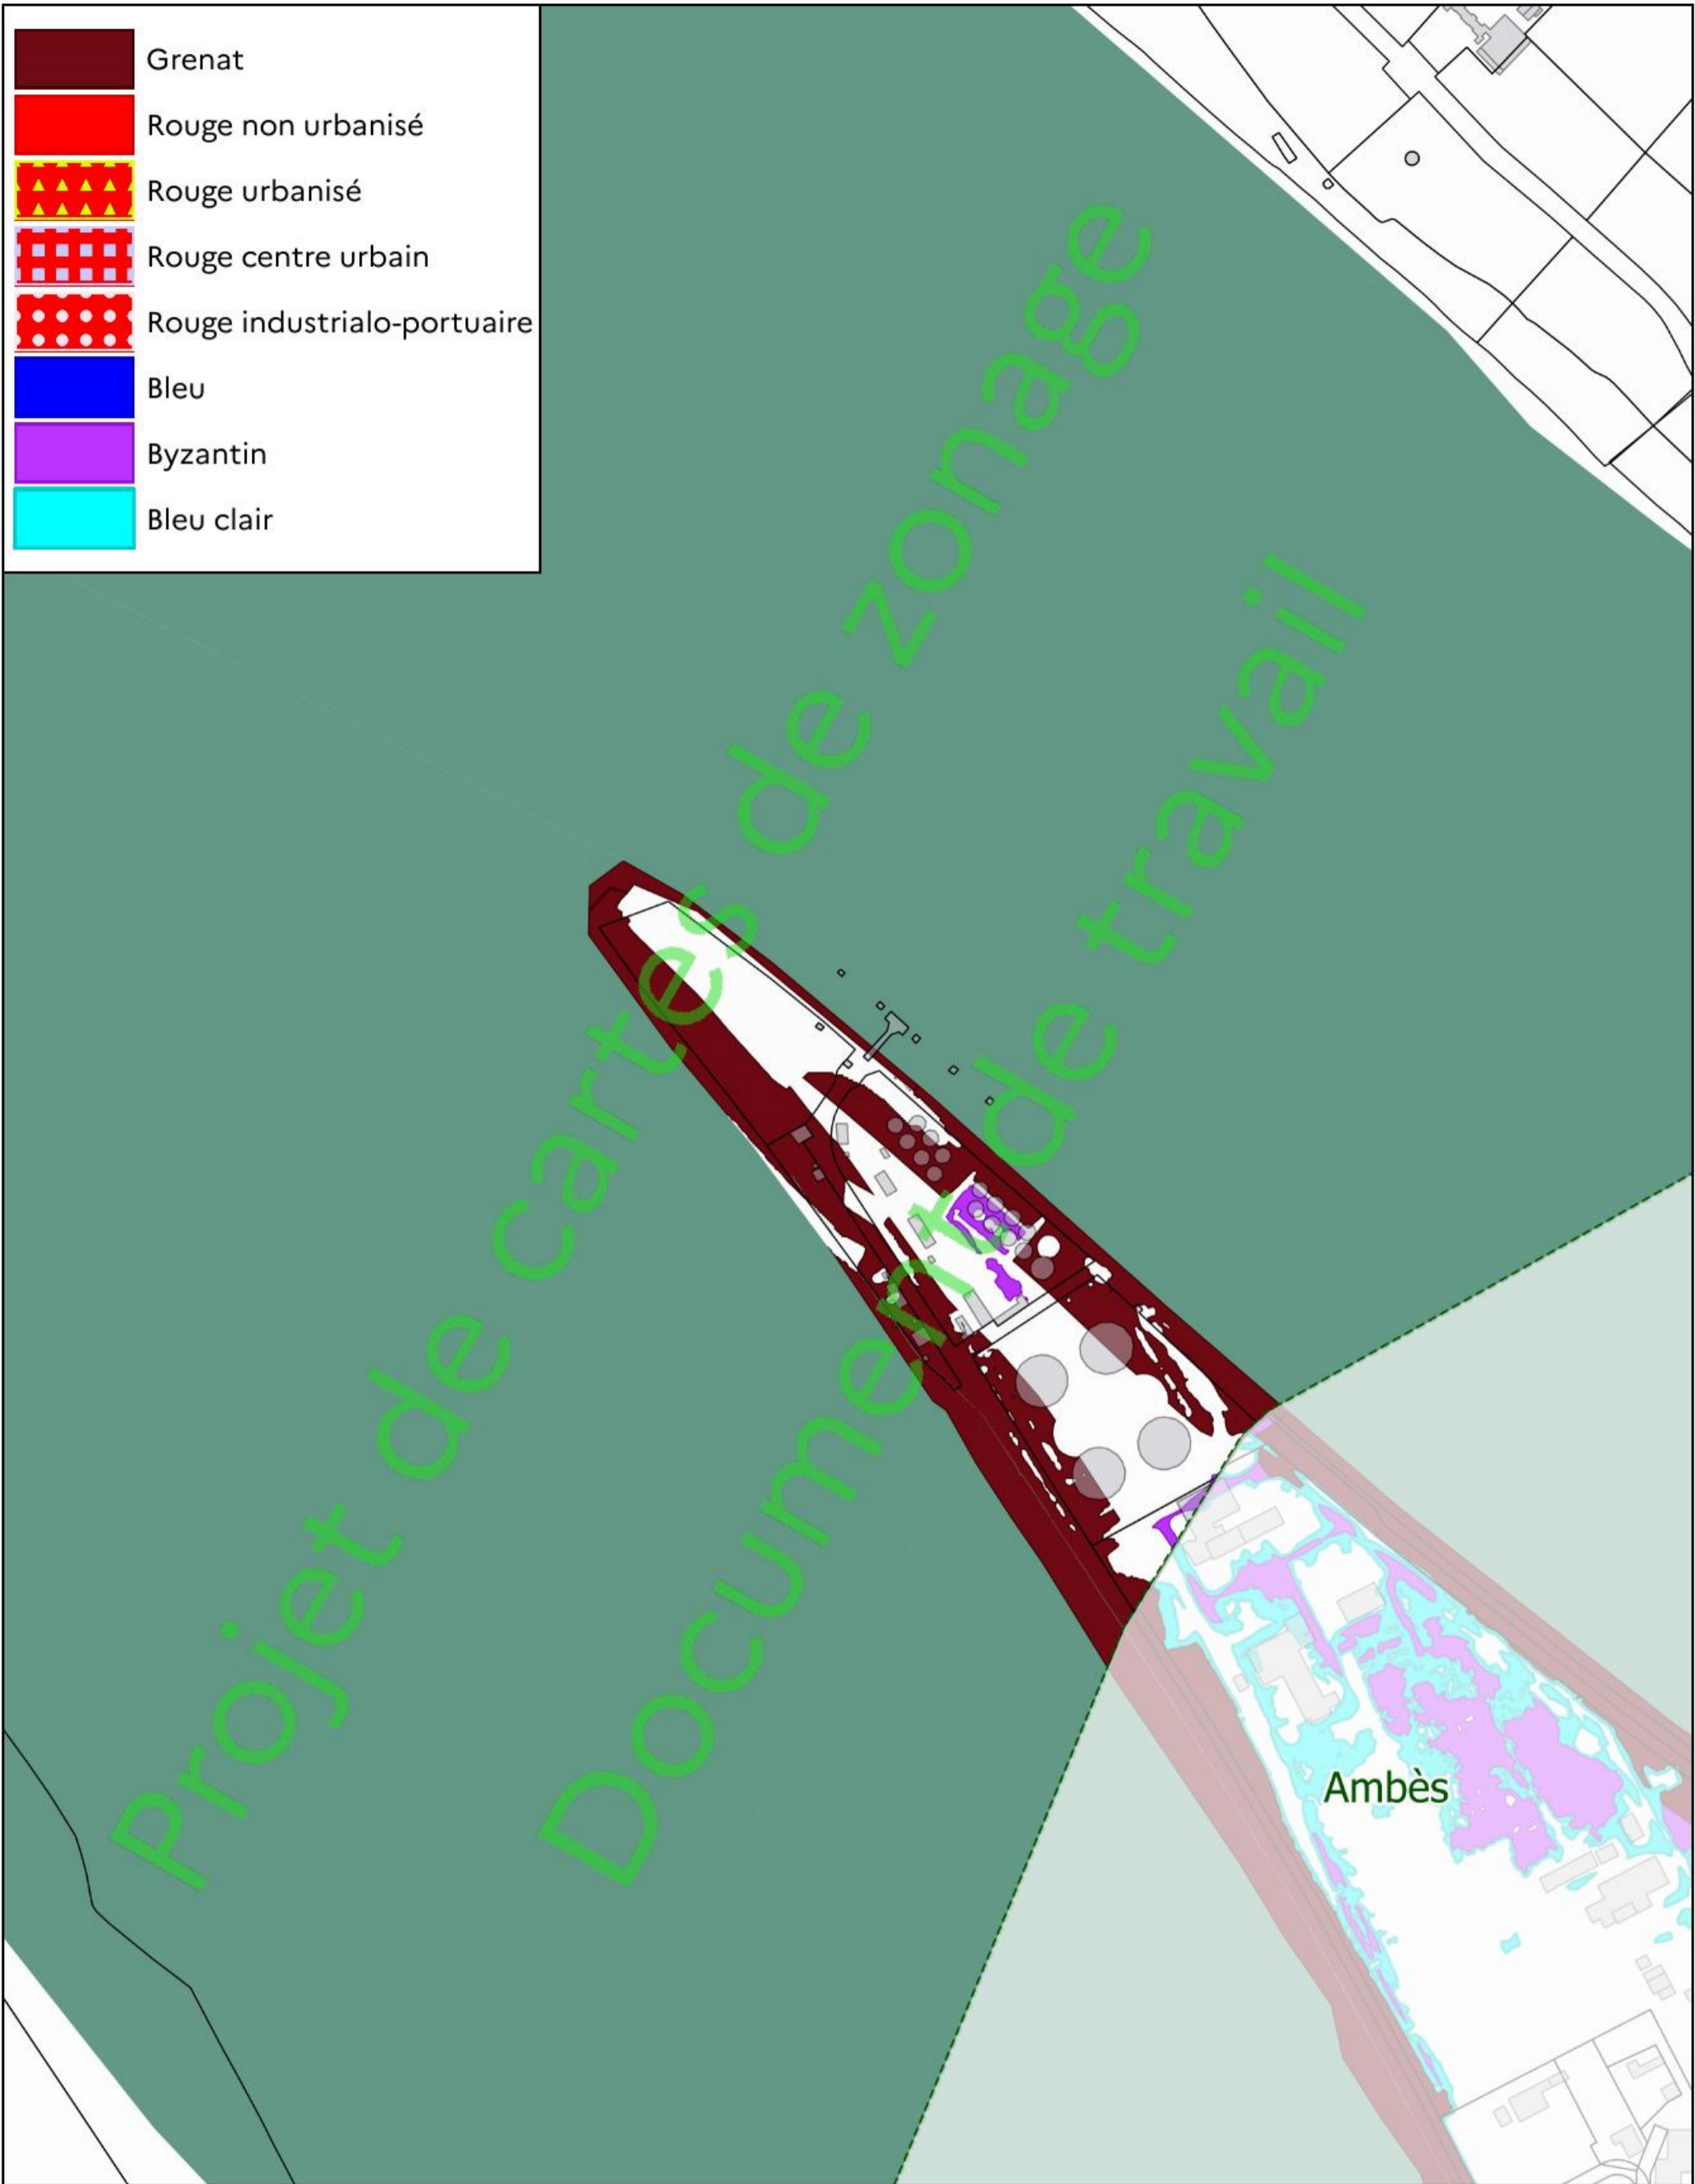 Grenat
Rouge non urbanisé
Rouge urbanisé
Rouge centre urbain
Rouge industrialo-portuaire
Bleu
Byzantin
Bleu clair
Projet de cartes de zonage
Document de travail
Ambès